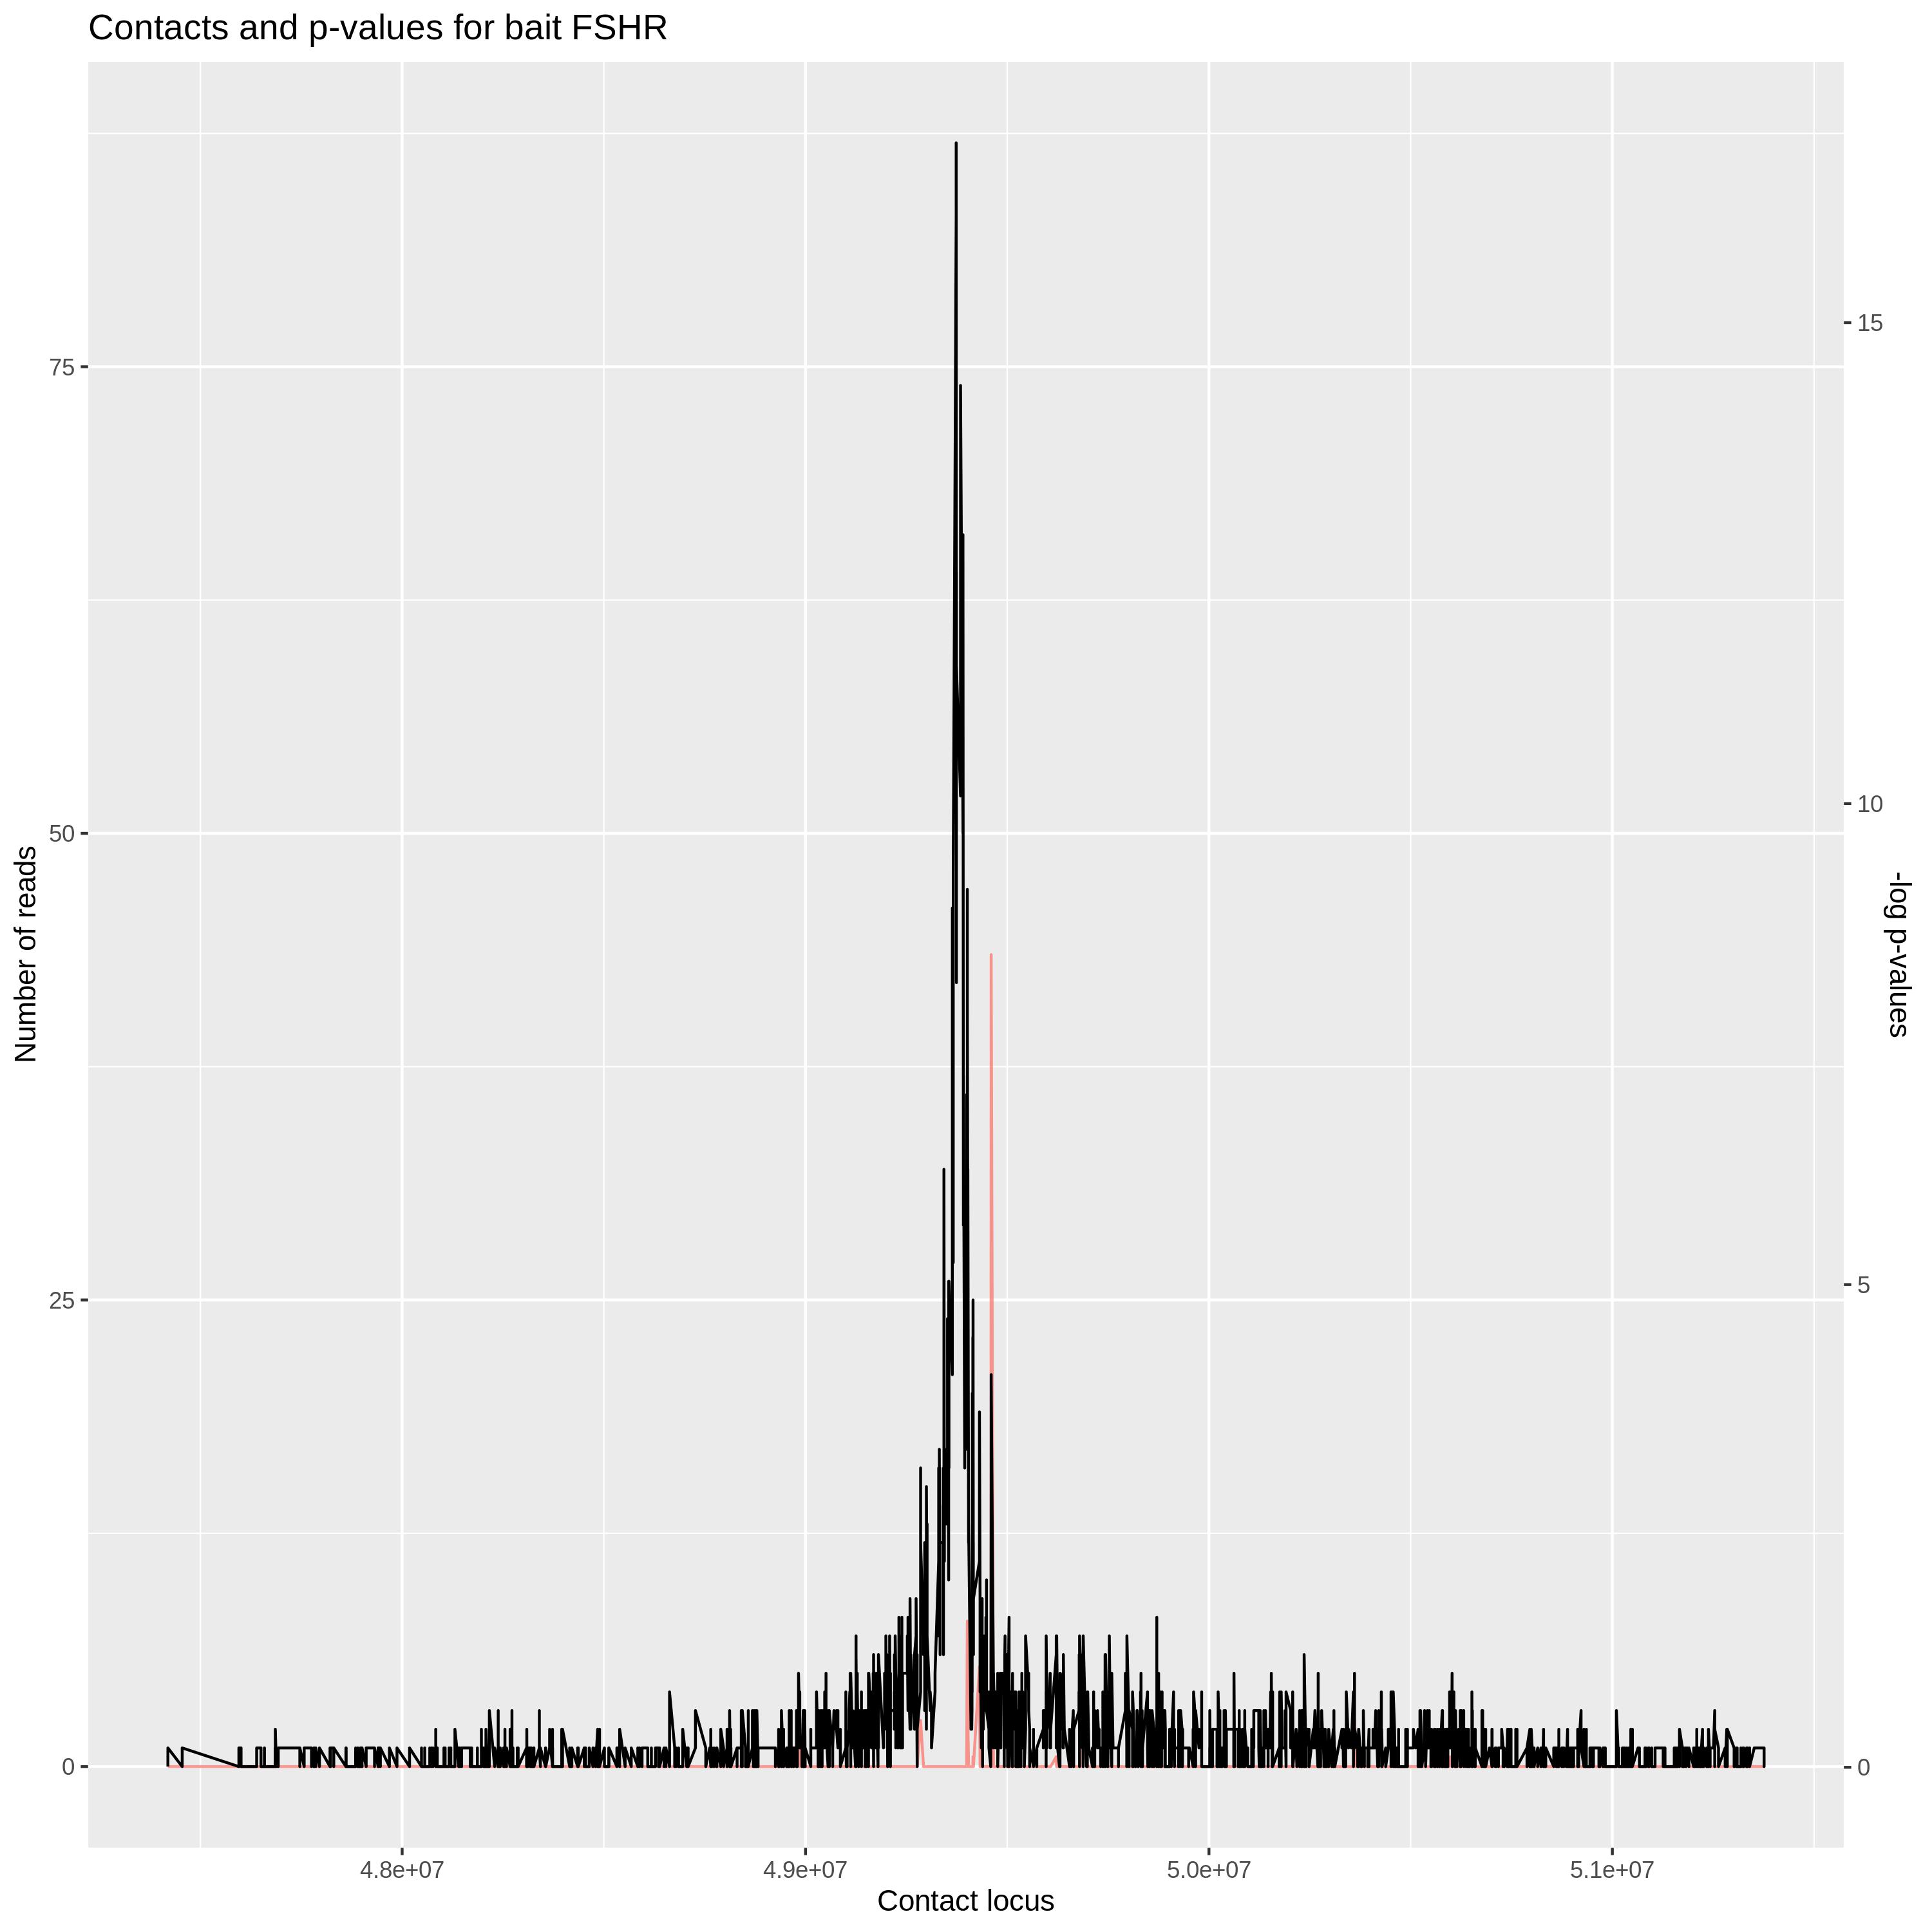 Contacts and p-values for bait FSHR
75
50
25
0
15
10
5
0
Number of reads
-log p-values
4.8e+07 4.9e+07 5.0e+07 5.1e+07
Contact locus